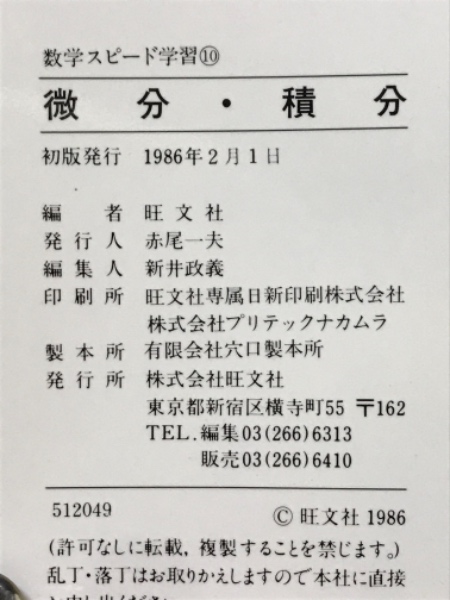 数学スピード学習⑩
微分・積分
初版発行 1986年2月1日
編者 旺文社
発行人 赤尾一夫
編集人 新井政義
印刷所 旺文社専属日新印刷株式会社
株式会社プリテックナカムラ
製本所 有限会社穴口製本所
発行所 株式会社旺文社
東京都新宿区横寺町55 〒162
TEL.編集03(266)6313
販売03(266)6410
512049
© 旺文社 1986
(許可なしに転載, 複製することを禁じます。)
乱丁・落丁はお取りかえしますので本社に直接